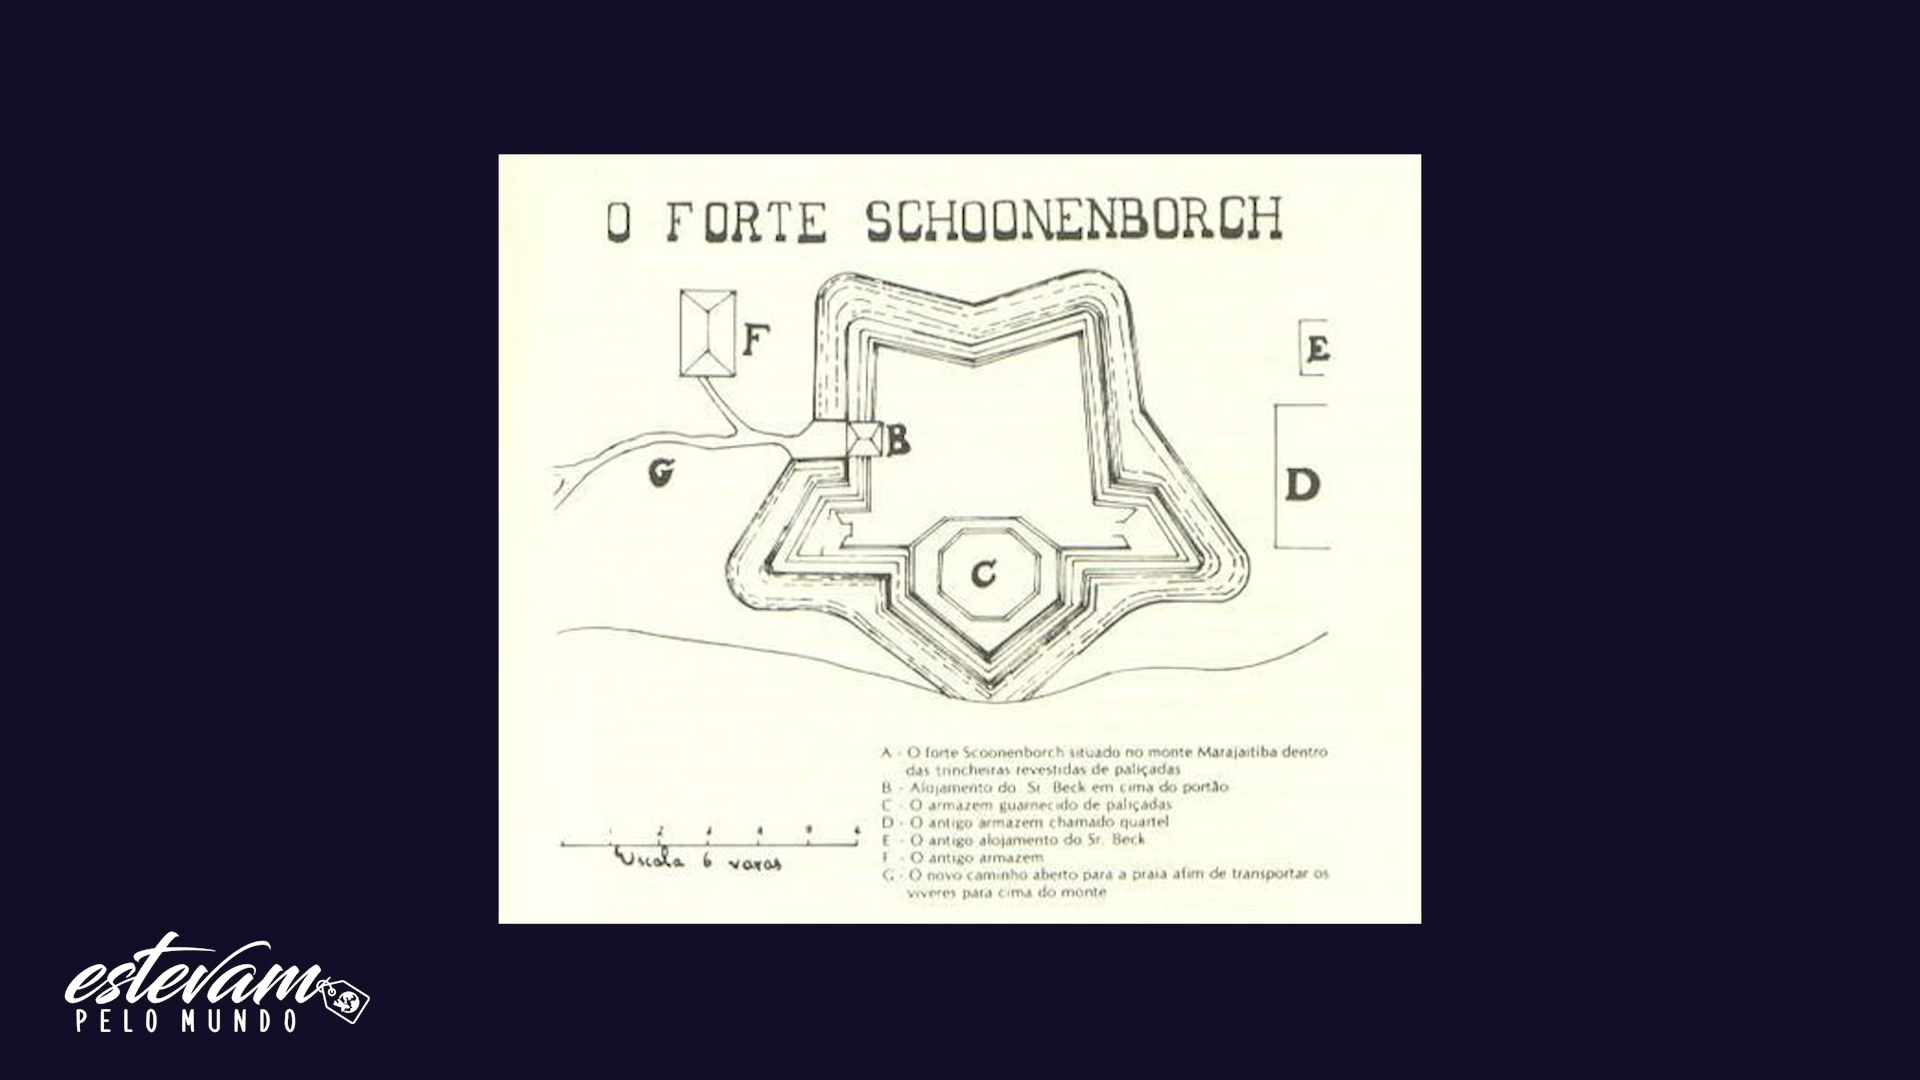 O FORTE SCHOONENBORCH
F
E
B
G
D
C
A - O forte Scoonenborch situado no monte Marajaitiba dentro
das trincheiras revestidas de paliçadas
B - Alojamento do Sr. Beck em cima do portão
C - O armazem guarnecido de paliçadas
D - O antigo armazem chamado quartel
E - O antigo alojamento do Sr. Beck
F - O antigo armazem
G - O novo caminho aberto para a praia afim de transportar os
viveres para cima do monte
Escala 6 varas
estevam
PELO MUNDO